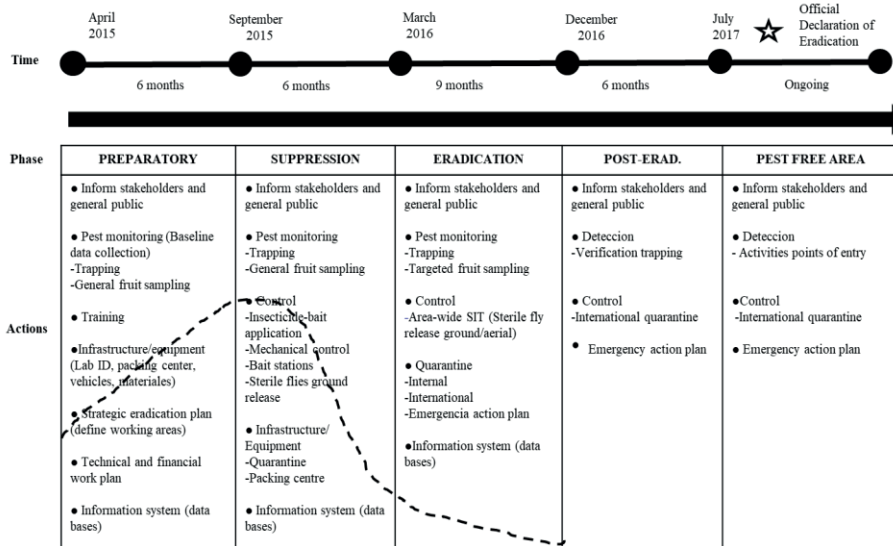 April
2015
September
2015
March
2016
December
2016
July
2017
Official
Declaration of
Eradication
Time
6 months
6 months
9 months
6 months
Ongoing
Phase
PREPARATORY
SUPPRESSION
ERADICATION
POST-ERAD.
PEST FREE AREA
Actions
● Inform stakeholders and
general public
● Pest monitoring (Baseline
data collection)
-Trapping
-General fruit sampling
● Training
●Infrastructure/equipment
(Lab ID, packing center,
vehicles, materiales)
● Strategic eradication plan
(define working areas)
● Technical and financial
work plan
● Information system (data
bases)
● Inform stakeholders and
general public
● Pest monitoring
-Trapping
-General fruit sampling
● Control
-Insecticide-bait
application
-Mechanical control
-Bait stations
-Sterile flies ground
release
● Infrastructure/
Equipment
-Quarantine
-Packing centre
● Information system (data
bases)
● Inform stakeholders and
general public
● Pest monitoring
-Trapping
-Targeted fruit sampling
● Control
-Area-wide SIT (Sterile fly
release ground/aerial)
● Quarantine
-Internal
-International
-Emergencia action plan
●Information system (data
bases)
● Inform stakeholders and
general public
● Deteccion
-Verification trapping
● Control
-International quarantine
● Emergency action plan
● Inform stakeholders and
general public
● Deteccion
- Activities points of entry
●Control
-International quarantine
● Emergency action plan